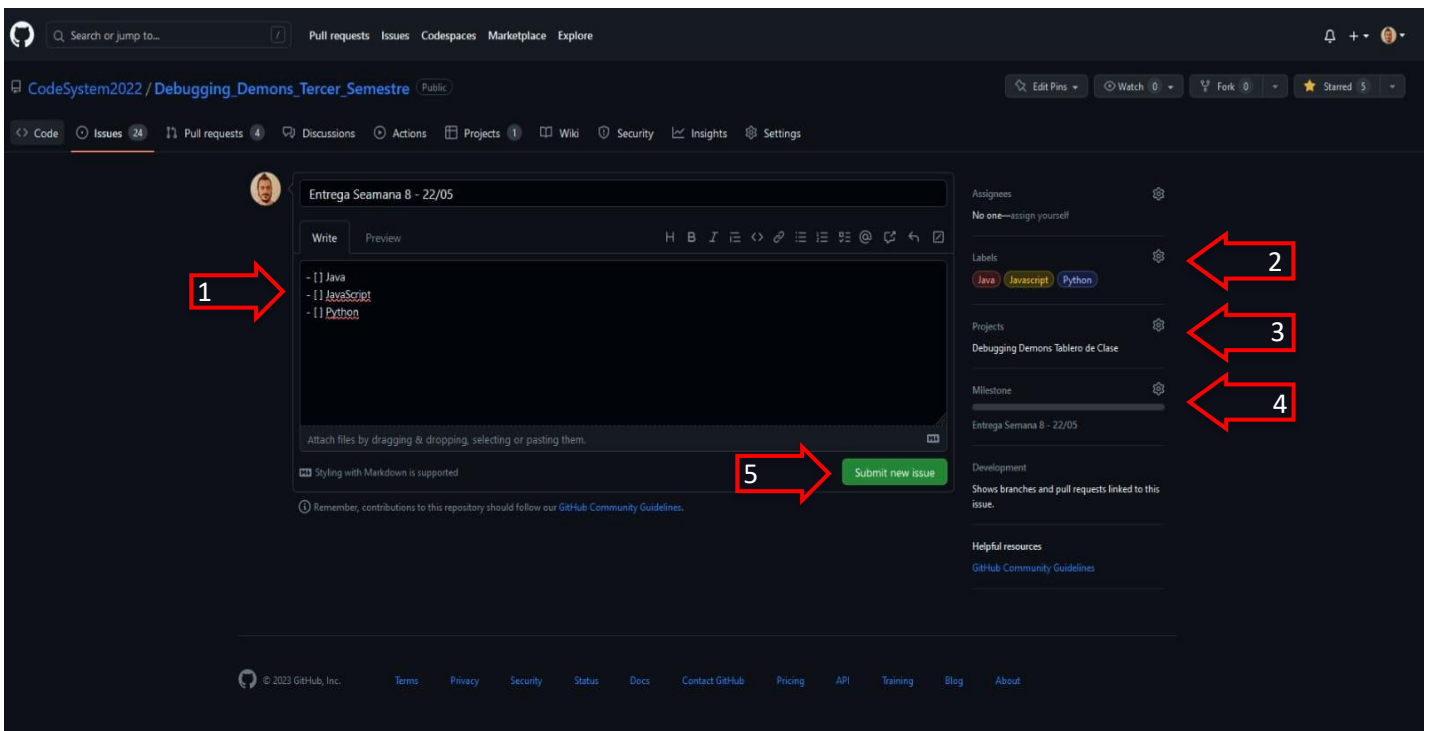 Search or jump to... /
Pull requests Issues Codespaces Marketplace Explore
CodeSystem2022 / Debugging_Demons_Tercer_Semestre Public
Edit Pins Watch 0 Fork 0 Starred 5
Code Issues 24 Pull requests 4 Discussions Actions Projects 1 Wiki Security Insights Settings
Entrega Seamana 8 - 22/05
Write Preview
H B I
- [ ] Java
- [ ] JavaScript
- [ ] Python
1
Attach files by dragging & dropping, selecting or pasting them.
Styling with Markdown is supported
5
Submit new issue
Remember, contributions to this repository should follow our GitHub Community Guidelines.
Assignees
No one—assign yourself
Labels
Java Javascript Python
2
Projects
Debugging Demons Tablero de Clase
3
Milestone
Entrega Semana 8 - 22/05
4
Development
Shows branches and pull requests linked to this
issue.
Helpful resources
GitHub Community Guidelines
© 2023 GitHub, Inc. Terms Privacy Security Status Docs Contact GitHub Pricing API Training Blog About